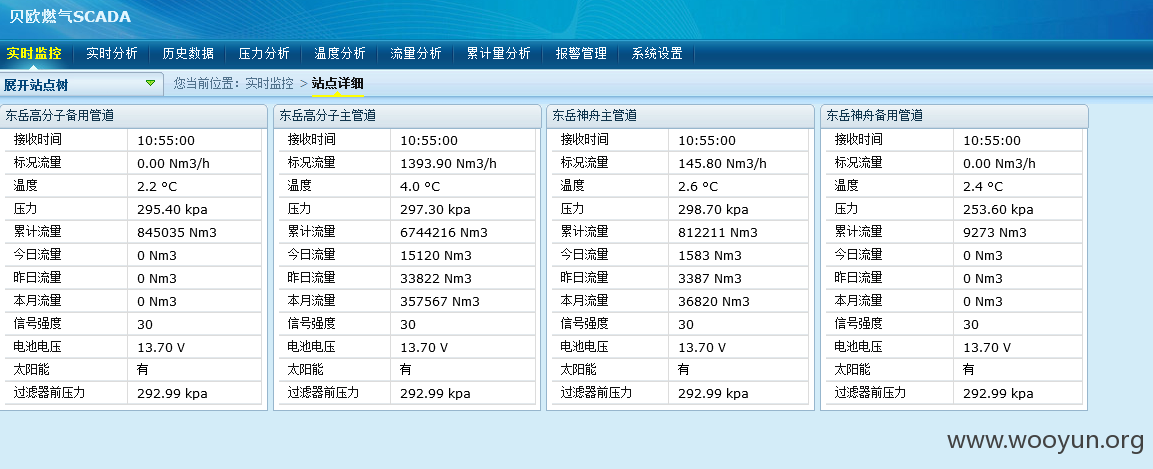 贝欧燃气SCADA
实时监控 实时分析 历史数据 压力分析 温度分析 流量分析 累计量分析 报警管理 系统设置
展开站点树 您当前位置: 实时监控 > 站点详细
东岳高分子备用管道
接收时间 10:55:00
标况流量 0.00 Nm3/h
温度 2.2 °C
压力 295.40 kpa
累计流量 845035 Nm3
今日流量 0 Nm3
昨日流量 0 Nm3
本月流量 0 Nm3
信号强度 30
电池电压 13.70 V
太阳能 有
过滤器前压力 292.99 kpa
东岳高分子主管道
接收时间 10:55:00
标况流量 1393.90 Nm3/h
温度 4.0 °C
压力 297.30 kpa
累计流量 6744216 Nm3
今日流量 15120 Nm3
昨日流量 33822 Nm3
本月流量 357567 Nm3
信号强度 30
电池电压 13.70 V
太阳能 有
过滤器前压力 292.99 kpa
东岳神舟主管道
接收时间 10:55:00
标况流量 145.80 Nm3/h
温度 2.6 °C
压力 298.70 kpa
累计流量 812211 Nm3
今日流量 1583 Nm3
昨日流量 3387 Nm3
本月流量 36820 Nm3
信号强度 30
电池电压 13.70 V
太阳能 有
过滤器前压力 292.99 kpa
东岳神舟备用管道
接收时间 10:55:00
标况流量 0.00 Nm3/h
温度 2.4 °C
压力 253.60 kpa
累计流量 9273 Nm3
今日流量 0 Nm3
昨日流量 0 Nm3
本月流量 0 Nm3
信号强度 30
电池电压 13.70 V
太阳能 有
过滤器前压力 292.99 kpa
www.wooyun.org